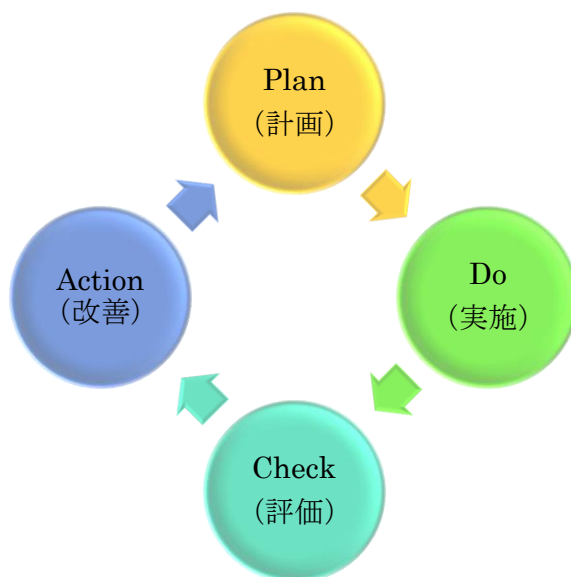 Plan
（計画）
Do
（実施）
Check
（評価）
Action
（改善）